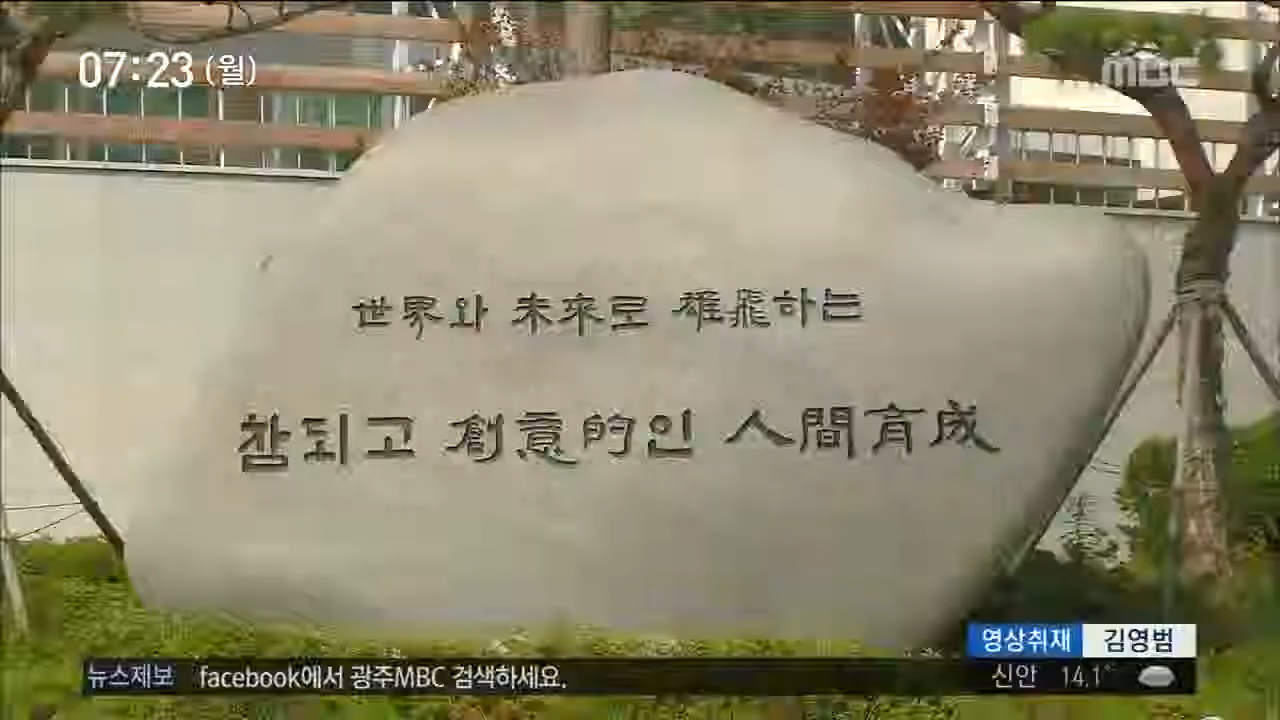 07:23 (월)
MBC
世界와 未來로 雄飛하는
참되고 創意的인 人間育成
영상취재 김영범
뉴스제보 facebook에서 광주MBC 검색하세요.
신안 14.1°